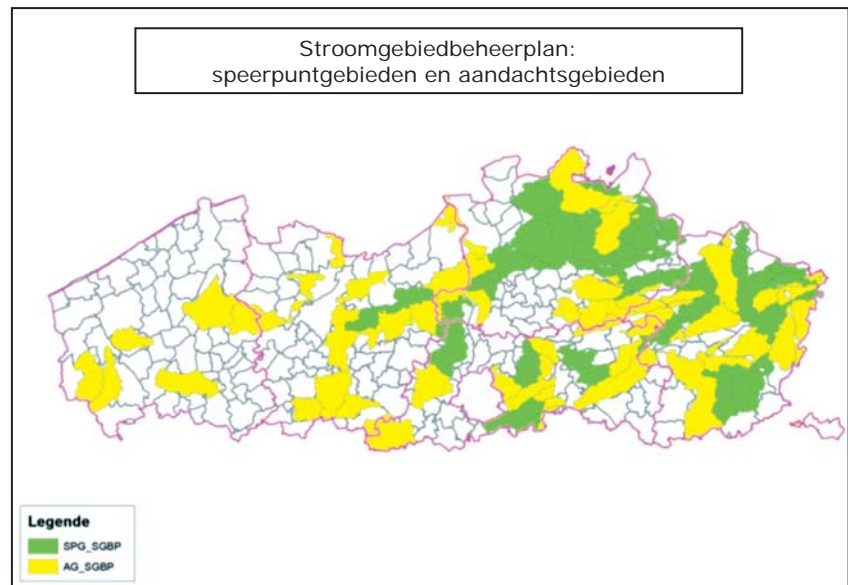 Stroomgebiedbeheerplan:
speerpuntgebieden en aandachtsgebieden
Legende
SPG_SGBP
AG_SGBP